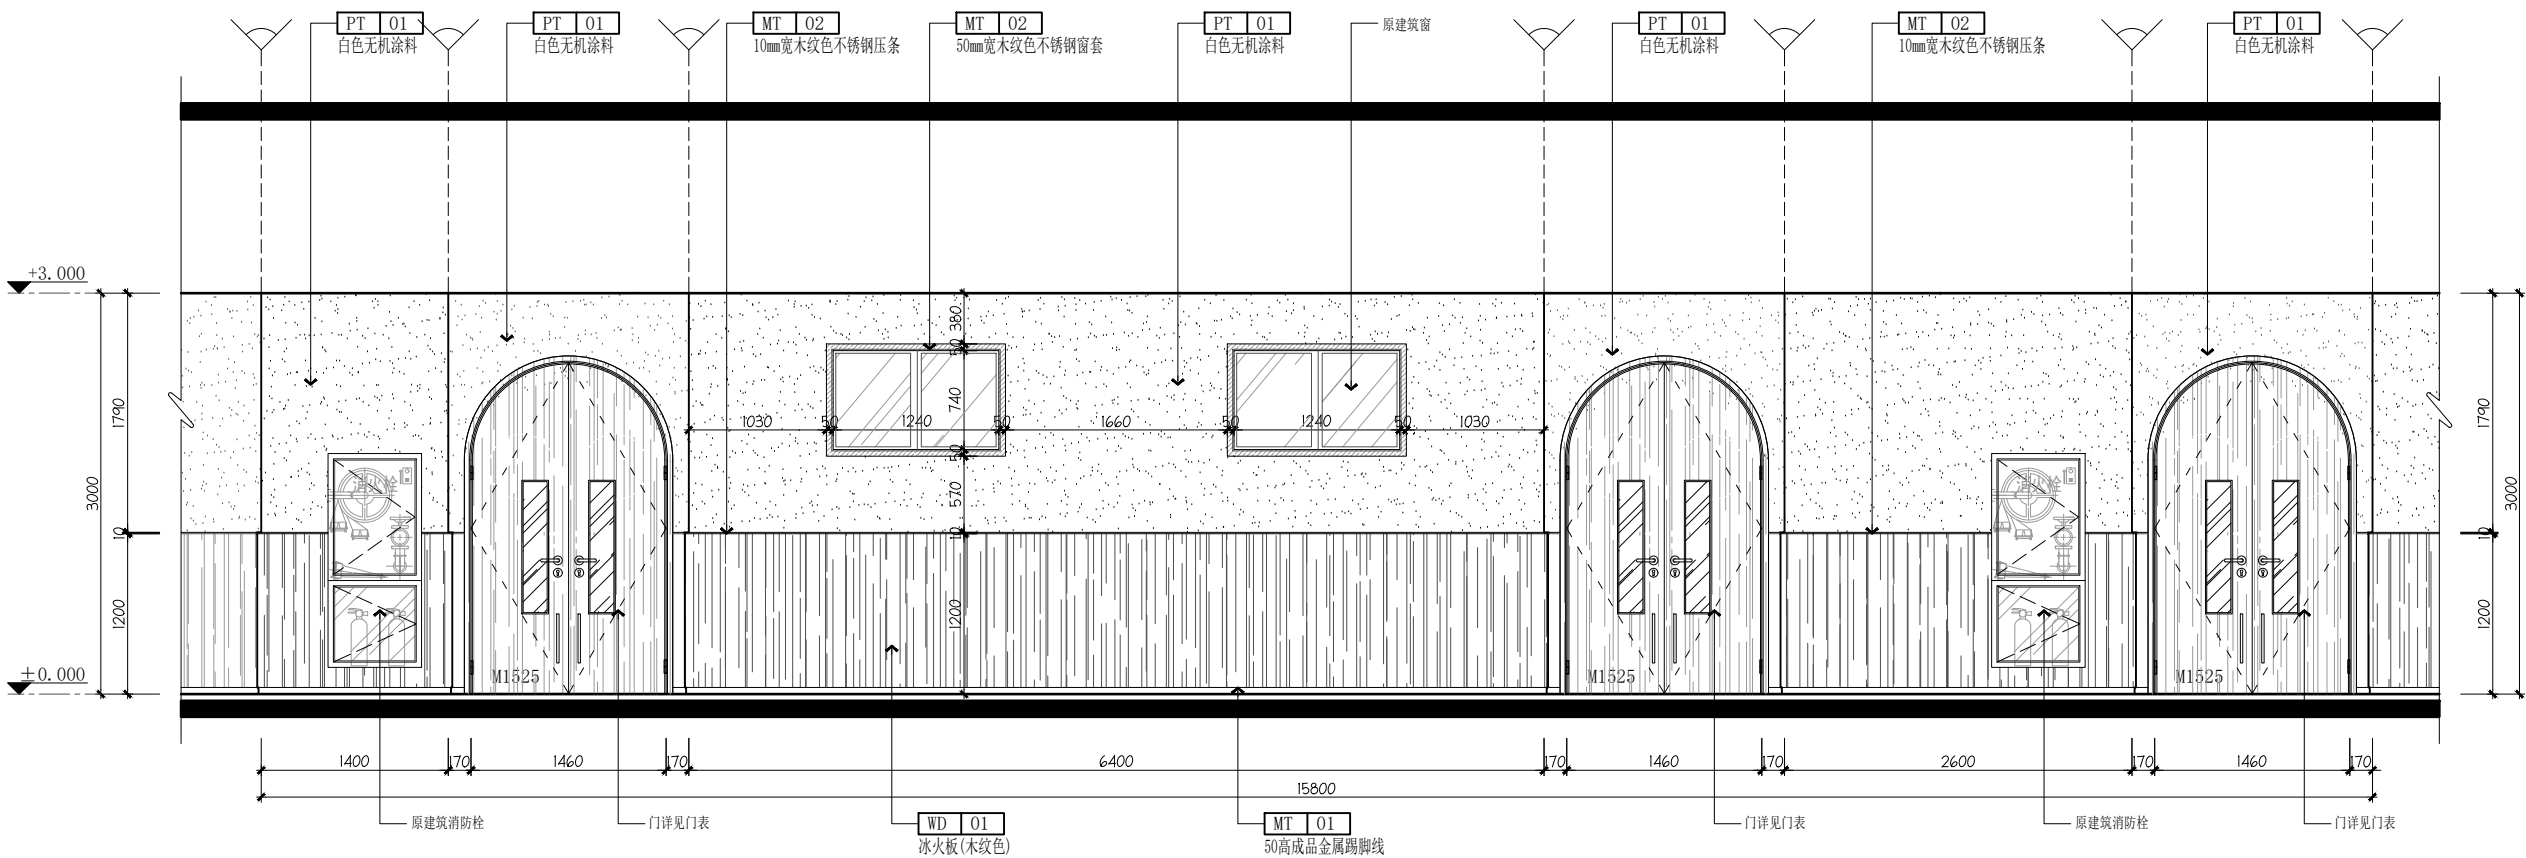 PT 01
白色无机涂料
PT 01
白色无机涂料
MT 02
10mm宽木纹色不锈钢压条
MT 02
50mm宽木纹色不锈钢窗套
PT 01
白色无机涂料
原建筑窗
PT 01
白色无机涂料
MT 02
10mm宽木纹色不锈钢压条
PT 01
白色无机涂料
+3.000
380
50
740
1790
3000
1030
50
1240
50
1660
50
1240
50
1030
1790
3000
50
570
消火栓
消火栓
10
10
10
1200
1200
1200
±0.000
M1525
M1525
M1525
1400
170
1460
170
6400
170
1460
170
2600
170
1460
170
15800
原建筑消防栓
门详见门表
WD 01
冰火板(木纹色)
MT 01
50高成品金属踢脚线
门详见门表
原建筑消防栓
门详见门表